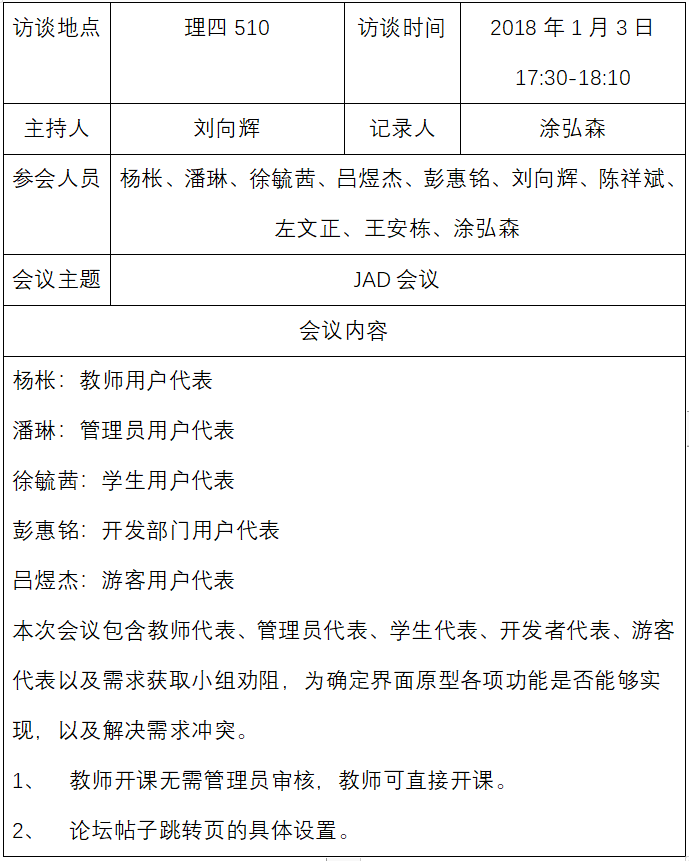 访谈地点 理四 510 访谈时间 2018 年 1 月 3 日
17:30-18:10
主持人 刘向辉 记录人 涂弘森
参会人员 杨枨、潘琳、徐毓茜、吕煜杰、彭惠铭、刘向辉、陈祥斌、
左文正、王安栋、涂弘森
会议主题 JAD 会议
会议内容
杨枨：教师用户代表
潘琳：管理员用户代表
徐毓茜：学生用户代表
彭惠铭：开发部门用户代表
吕煜杰：游客用户代表
本次会议包含教师代表、管理员代表、学生代表、开发者代表、游客
代表以及需求获取小组劝阻，为确定界面原型各项功能是否能够实
现，以及解决需求冲突。
1、 教师开课无需管理员审核，教师可直接开课。
2、 论坛帖子跳转页的具体设置。